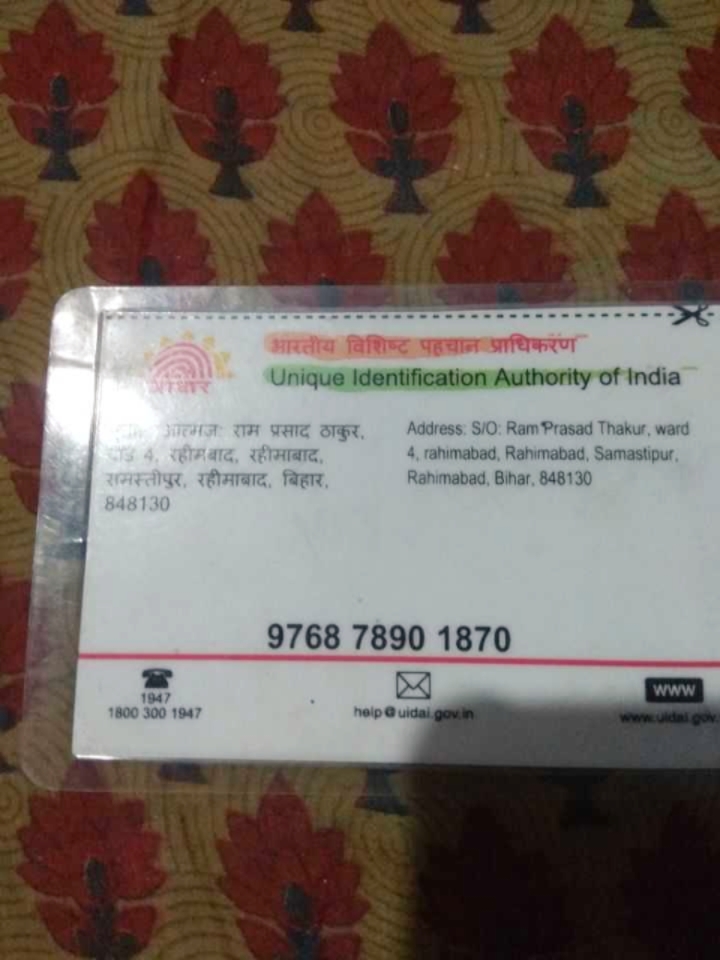 भारतीय विशिष्ट पहचान प्राधिकरण
Unique Identification Authority of India
आधार
आत्मज: राम प्रसाद ठाकुर,
4, रहीमबाद, रहीमाबाद,
समस्तीपुर, रहीमाबाद, बिहार,
848130
Address: S/O: Ram Prasad Thakur, ward
4, rahimabad, Rahimabad, Samastipur,
Rahimabad, Bihar, 848130
9768 7890 1870
1947
1800 300 1947
help@uidai.gov.in
www
www.uidai.gov.